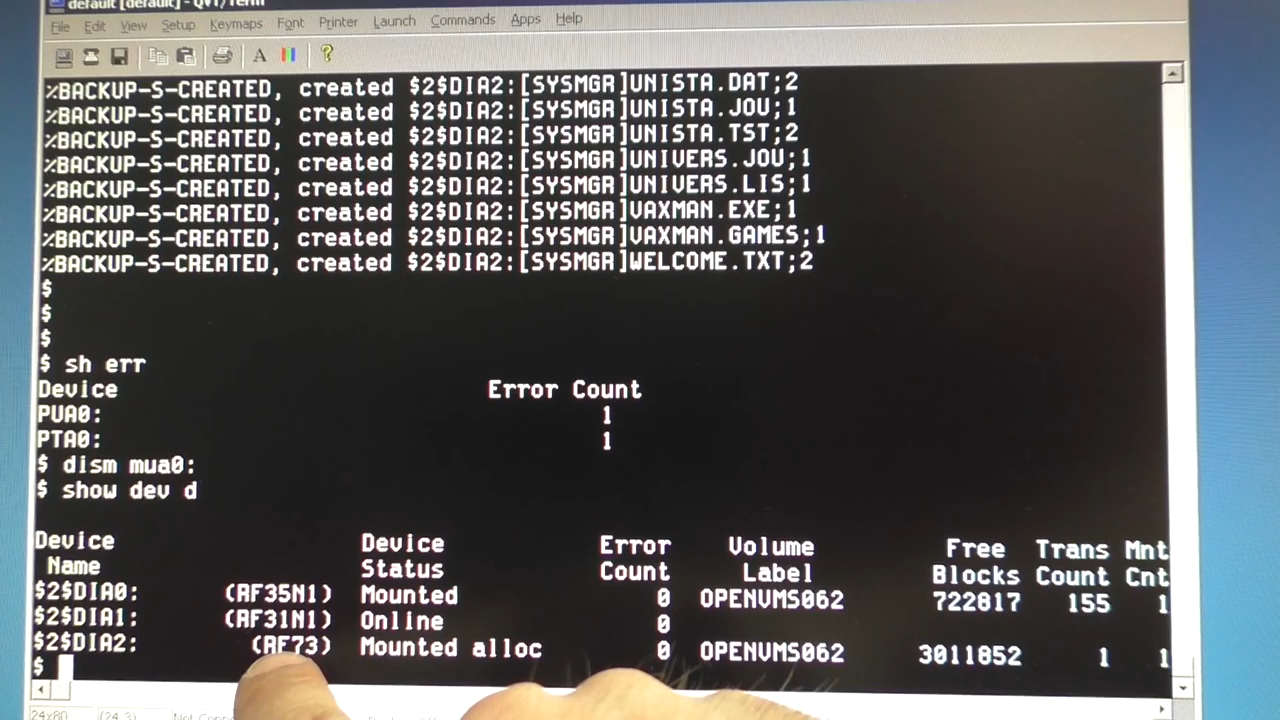 default [default] - QVT/Term
File Edit View Setup Keymaps Font Printer Launch Commands Apps Help
%BACKUP-S-CREATED, created $2$DIA2:[SYSMGR]UNISTA.DAT;2
%BACKUP-S-CREATED, created $2$DIA2:[SYSMGR]UNISTA.JOU;1
%BACKUP-S-CREATED, created $2$DIA2:[SYSMGR]UNISTA.TST;2
%BACKUP-S-CREATED, created $2$DIA2:[SYSMGR]UNIVERS.JOU;1
%BACKUP-S-CREATED, created $2$DIA2:[SYSMGR]UNIVERS.LIS;1
%BACKUP-S-CREATED, created $2$DIA2:[SYSMGR]VAXMAN.EXE;1
%BACKUP-S-CREATED, created $2$DIA2:[SYSMGR]VAXMAN.GAMES;1
%BACKUP-S-CREATED, created $2$DIA2:[SYSMGR]WELCOME.TXT;2
$
$
$
$ sh err
Device Error Count
PUA0: 1
PTA0: 1
$ dism mua0:
$ show dev d
Device Device Error Volume Free Trans Mnt
Name Status Count Label Blocks Count Cnt
$2$DIA0: (RF35N1) Mounted 0 OPENVMS062 722817 155 1
$2$DIA1: (RF31N1) Online 0
$2$DIA2: (RF73) Mounted alloc 0 OPENVMS062 3011852 1 1
$
24x80 (24,3)